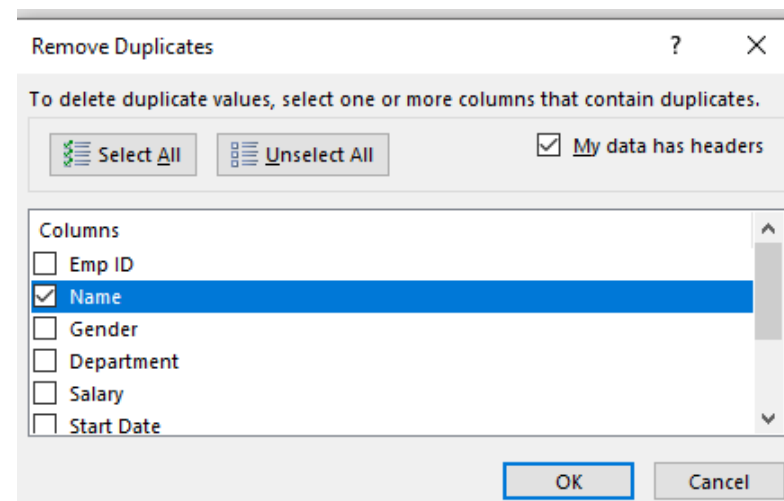 Remove Duplicates ?
To delete duplicate values, select one or more columns that contain duplicates.
Select All Unselect All My data has headers
Columns
Emp ID
Name
Gender
Department
Salary
Start Date
OK Cancel